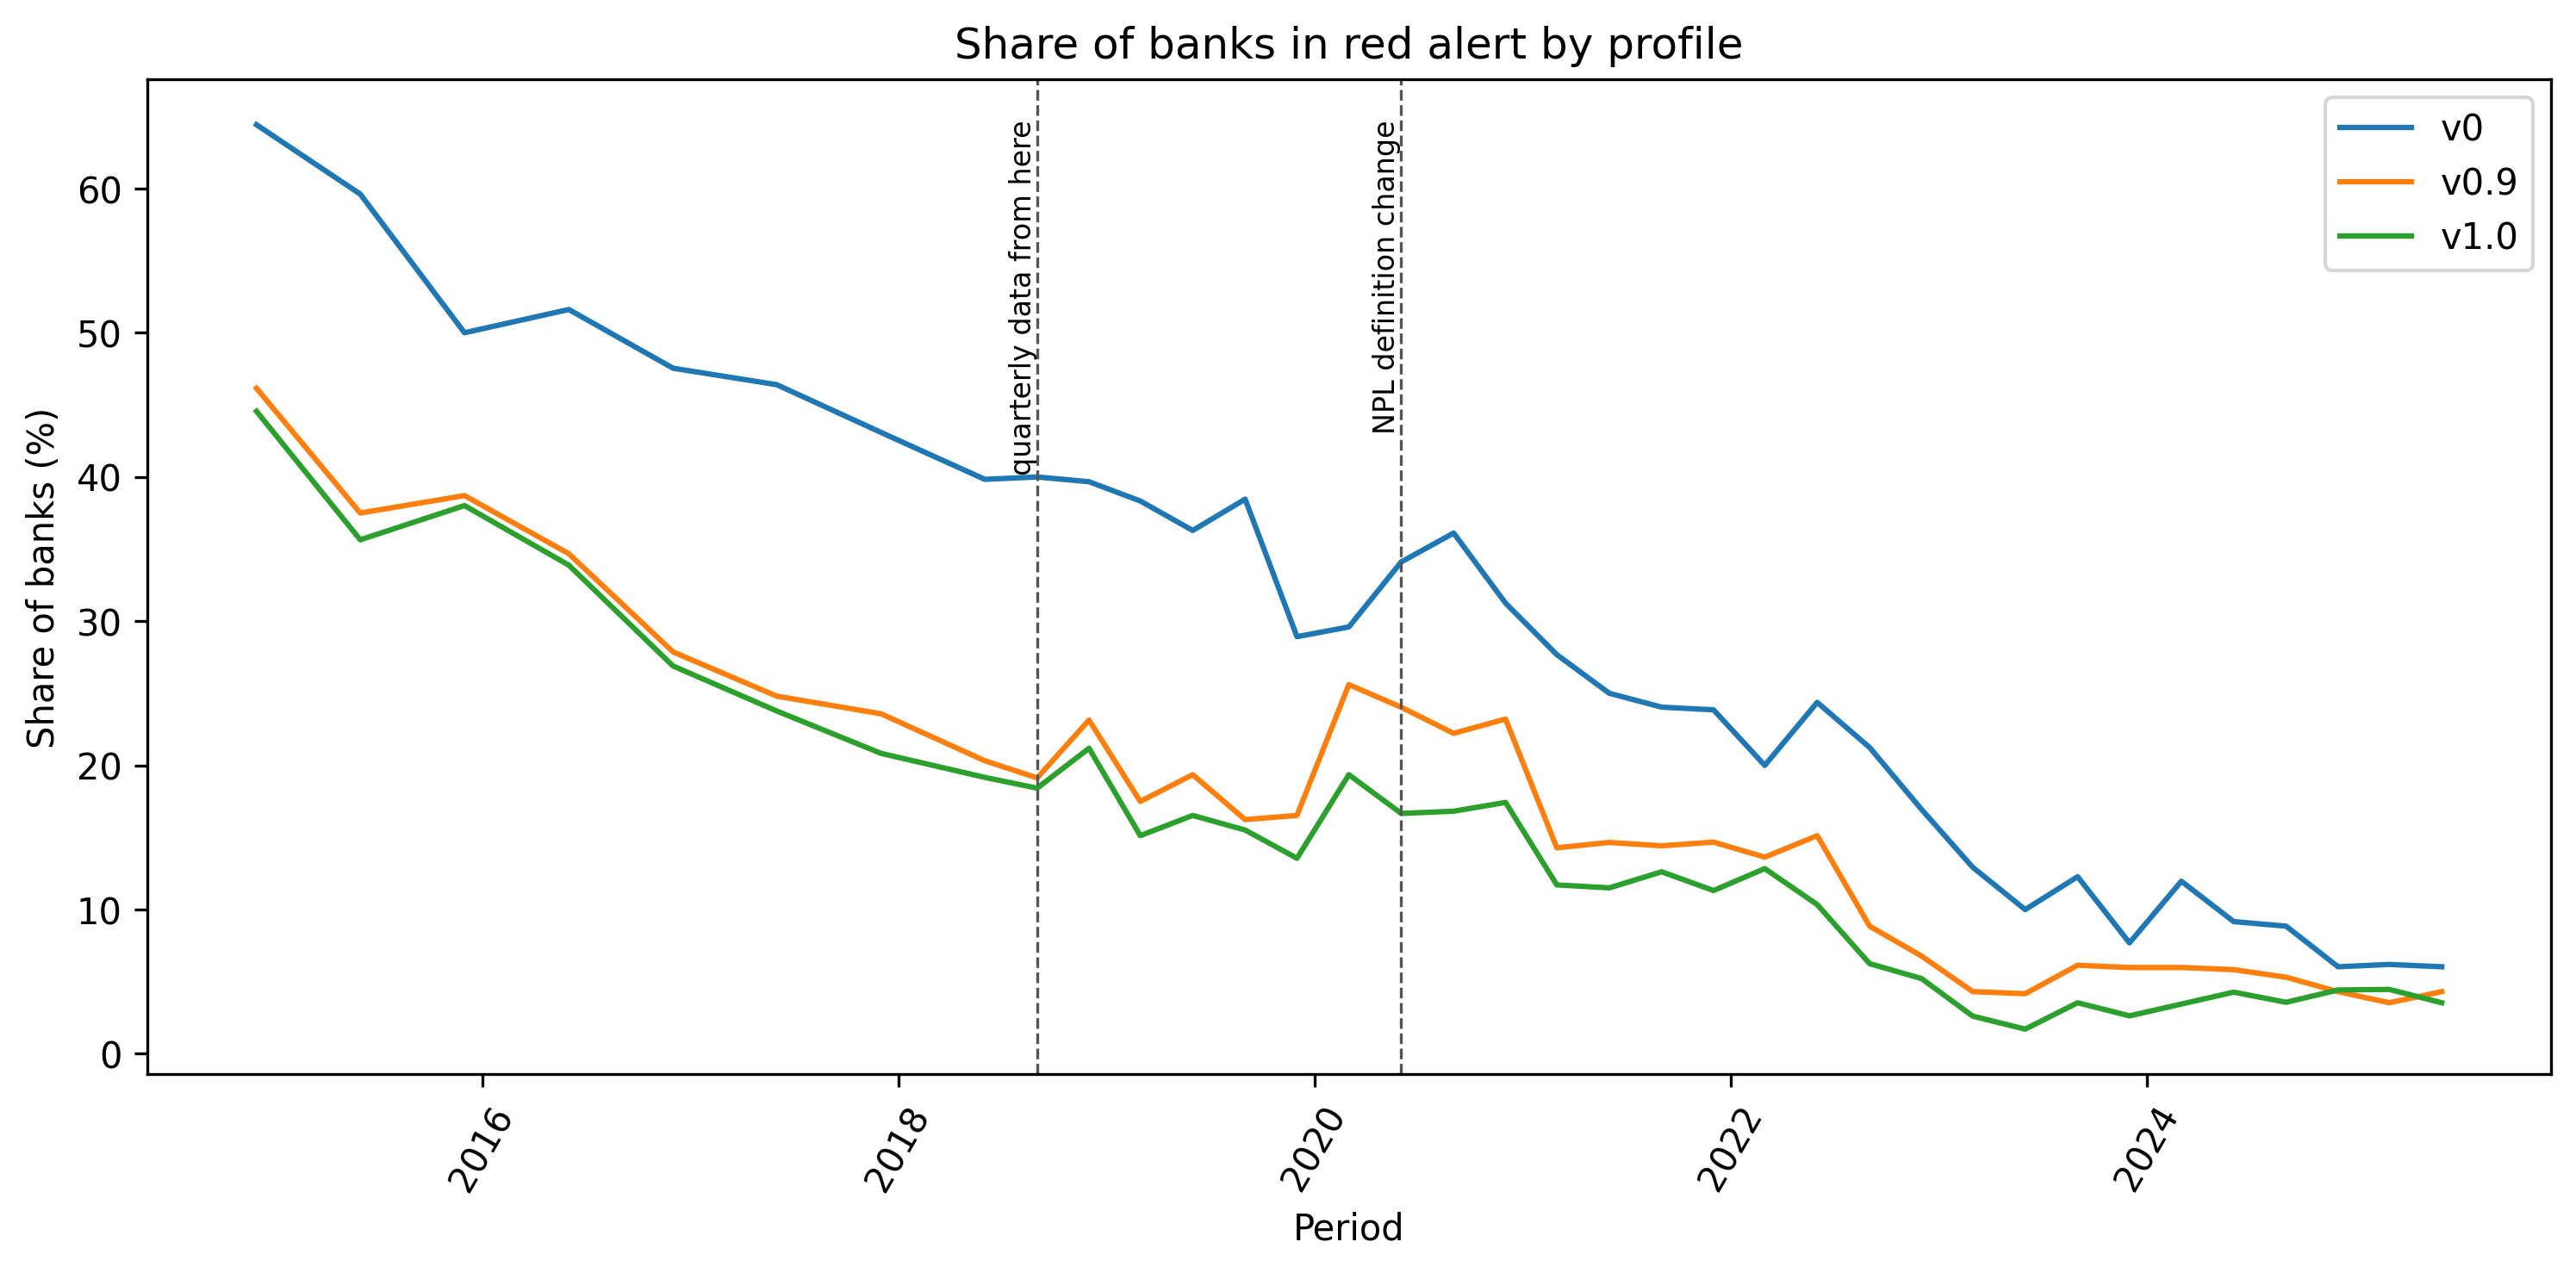 Share of banks in red alert by profile
v0
v0.9
v1.0
quarterly data from here
NPL definition change
Share of banks (%)
60
50
40
30
20
10
0
2016
2018
2020
2022
2024
Period